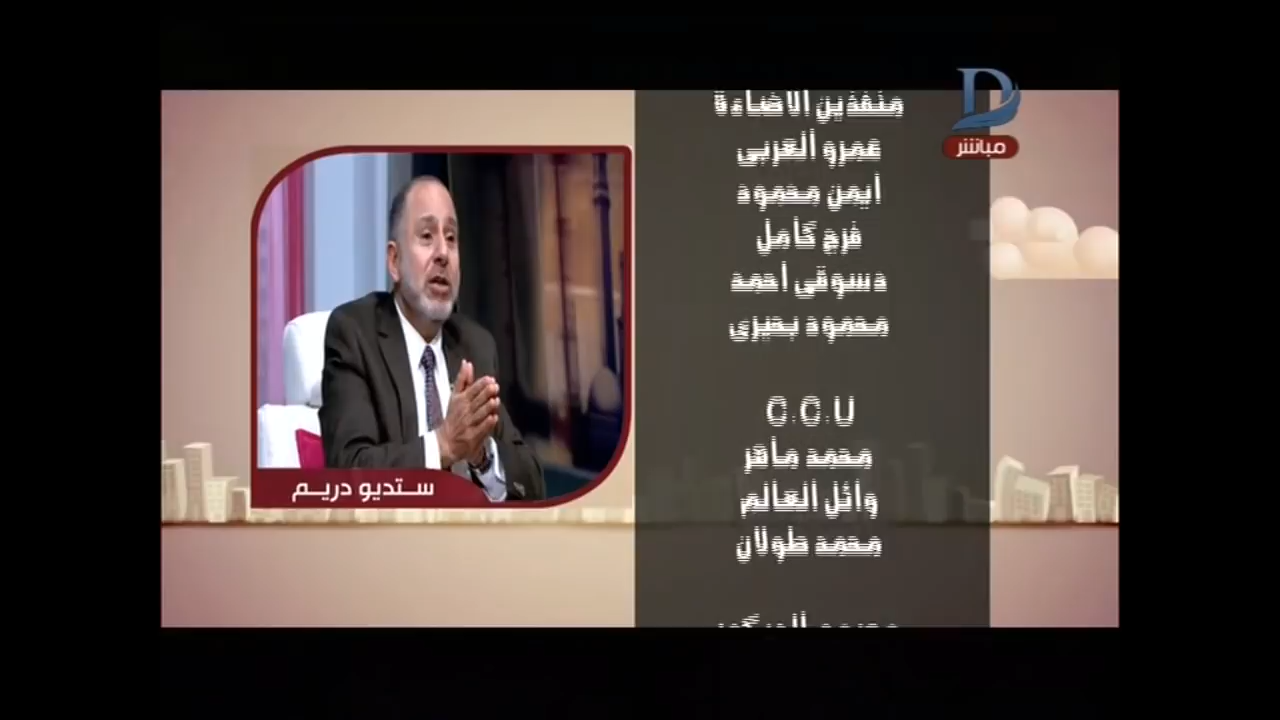 مباشر
منفذين الاضاءة
عمرو العربى
أيمن محمود
فرج كامل
دسوقى أحمد
محمود بحيرى
C.C.U
محمد ماهر
وائل العالم
محمد طولان
ستديو دريم